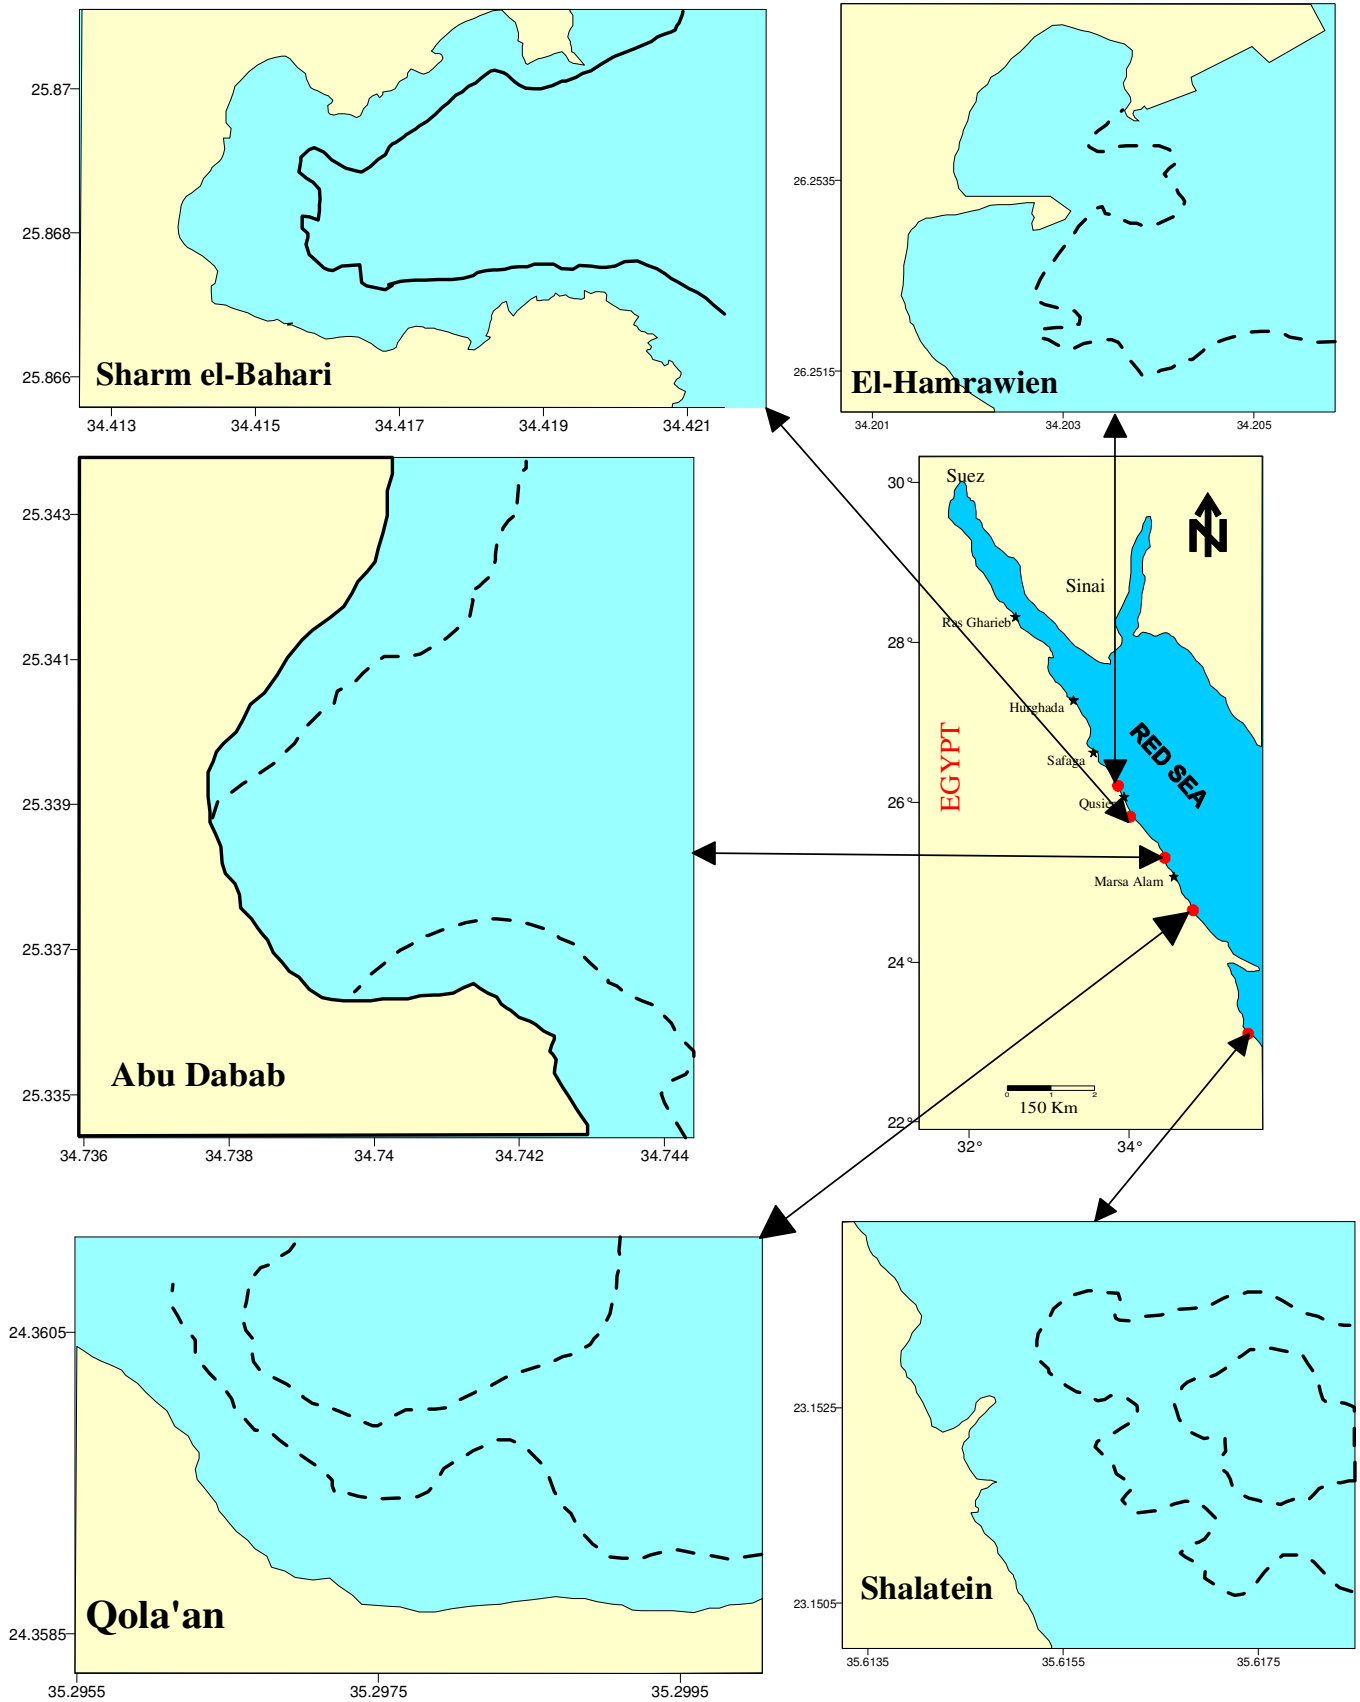 25.87
25.868
25.866
Sharm el-Bahari
34.413
34.415
34.417
34.419
34.421
26.2535
26.2515
El-Hamrawien
34.201
34.203
34.205
25.343
25.341
25.339
25.337
25.335
Abu Dabab
34.736
34.738
34.74
34.742
34.744
30°
28°
26°
24°
22°
Suez
N
Sinai
Ras Gharieb
Hurghada
Safaga
EGYPT
RED SEA
Qusier
Marsa Alam
0 1 2
150 Km
32°
34°
24.3605
24.3585
Qola'an
35.2955
35.2975
35.2995
23.1525
23.1505
Shalatein
35.6135
35.6155
35.6175